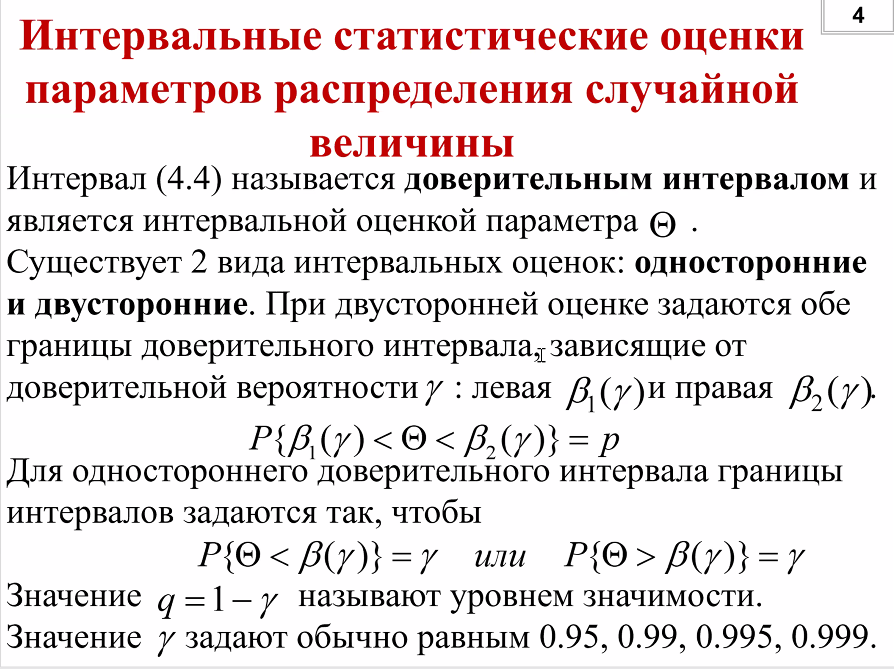 4
Интервальные статистические оценки
параметров распределения случайной
величины
Интервал (4.4) называется доверительным интервалом и
является интервальной оценкой параметра Θ .
Существует 2 вида интервальных оценок: односторонние
и двусторонние. При двусторонней оценке задаются обе
границы доверительного интервала, зависящие от
доверительной вероятности γ : левая β₁(γ) и правая β₂(γ).
P{β₁(γ) < Θ < β₂(γ)} = p
Для одностороннего доверительного интервала границы
интервалов задаются так, чтобы
P{Θ < β(γ)} = γ или P{Θ > β(γ)} = γ
Значение q = 1 − γ называют уровнем значимости.
Значение γ задают обычно равным 0.95, 0.99, 0.995, 0.999.